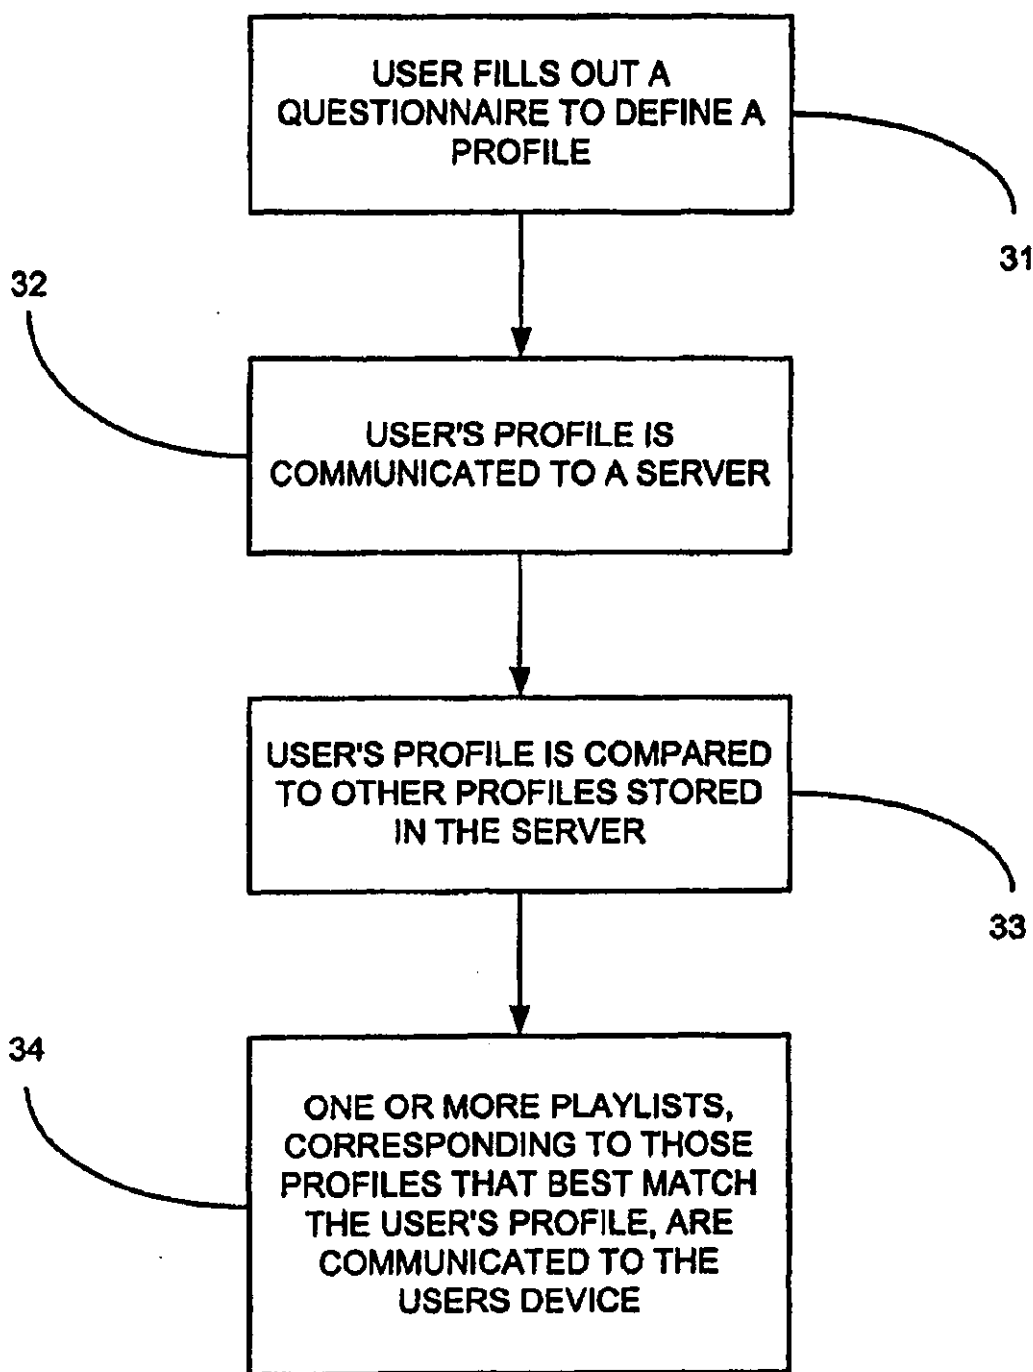 USER FILLS OUT A
QUESTIONNAIRE TO DEFINE A
PROFILE
31
32
USER'S PROFILE IS
COMMUNICATED TO A SERVER
USER'S PROFILE IS COMPARED
TO OTHER PROFILES STORED
IN THE SERVER
33
34
ONE OR MORE PLAYLISTS,
CORRESPONDING TO THOSE
PROFILES THAT BEST MATCH
THE USER'S PROFILE, ARE
COMMUNICATED TO THE
USERS DEVICE